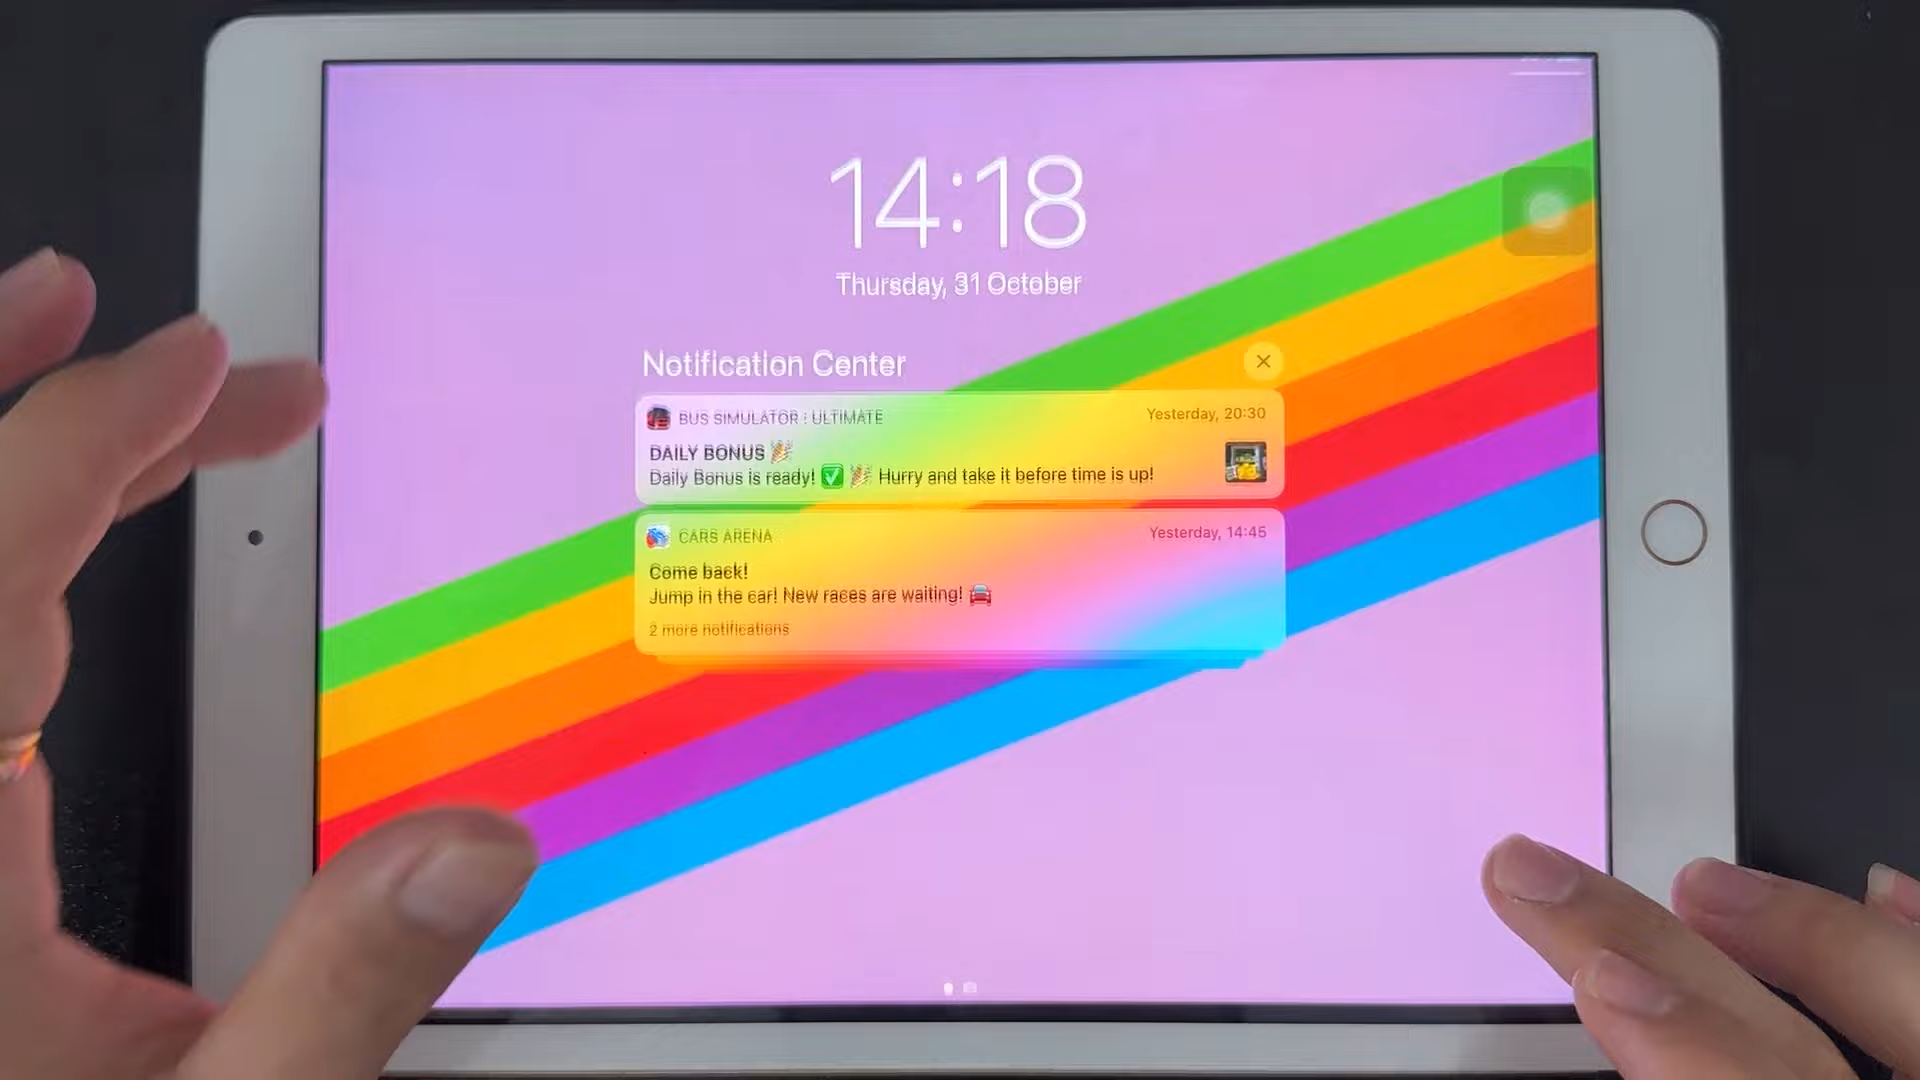 14:18
Thursday, 31 October
Notification Center
BUS SIMULATOR : ULTIMATE Yesterday, 20:30
DAILY BONUS 🎉
Daily Bonus is ready! ✅ 🎉 Hurry and take it before time is up!
CARS ARENA Yesterday, 14:45
Come back!
Jump in the car! New races are waiting! 🚘
2 more notifications